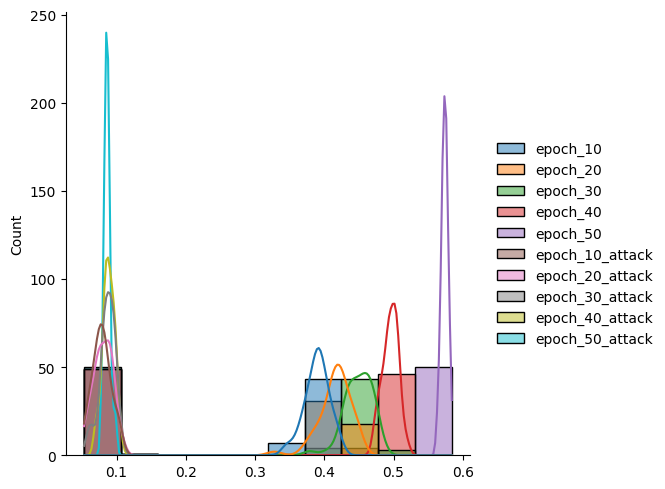 250
200
150
100
50
0
Count
0.1
0.2
0.3
0.4
0.5
0.6
epoch_10
epoch_20
epoch_30
epoch_40
epoch_50
epoch_10_attack
epoch_20_attack
epoch_30_attack
epoch_40_attack
epoch_50_attack